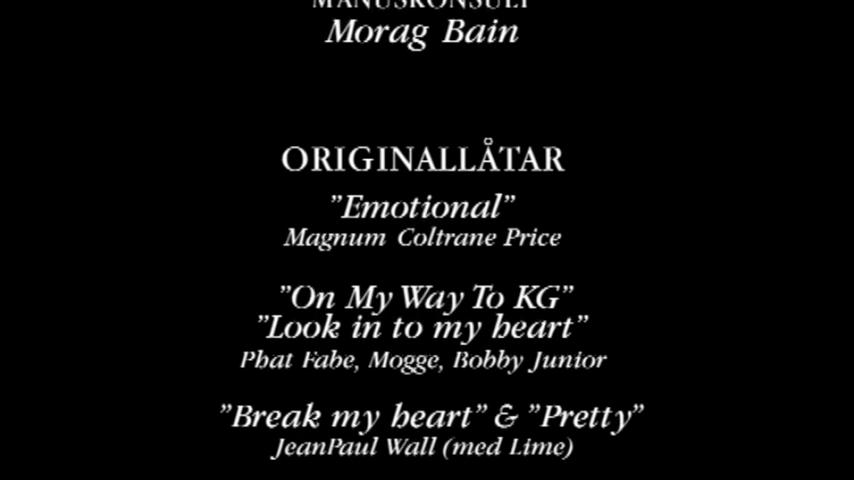 MANUSKONSULT
Morag Bain
ORIGINALLÅTAR
”Emotional”
Magnum Coltrane Price
”On My Way To KG”
”Look in to my heart”
Phat Fabe, Mogge, Bobby Junior
”Break my heart” & ”Pretty”
JeanPaul Wall (med Lime)